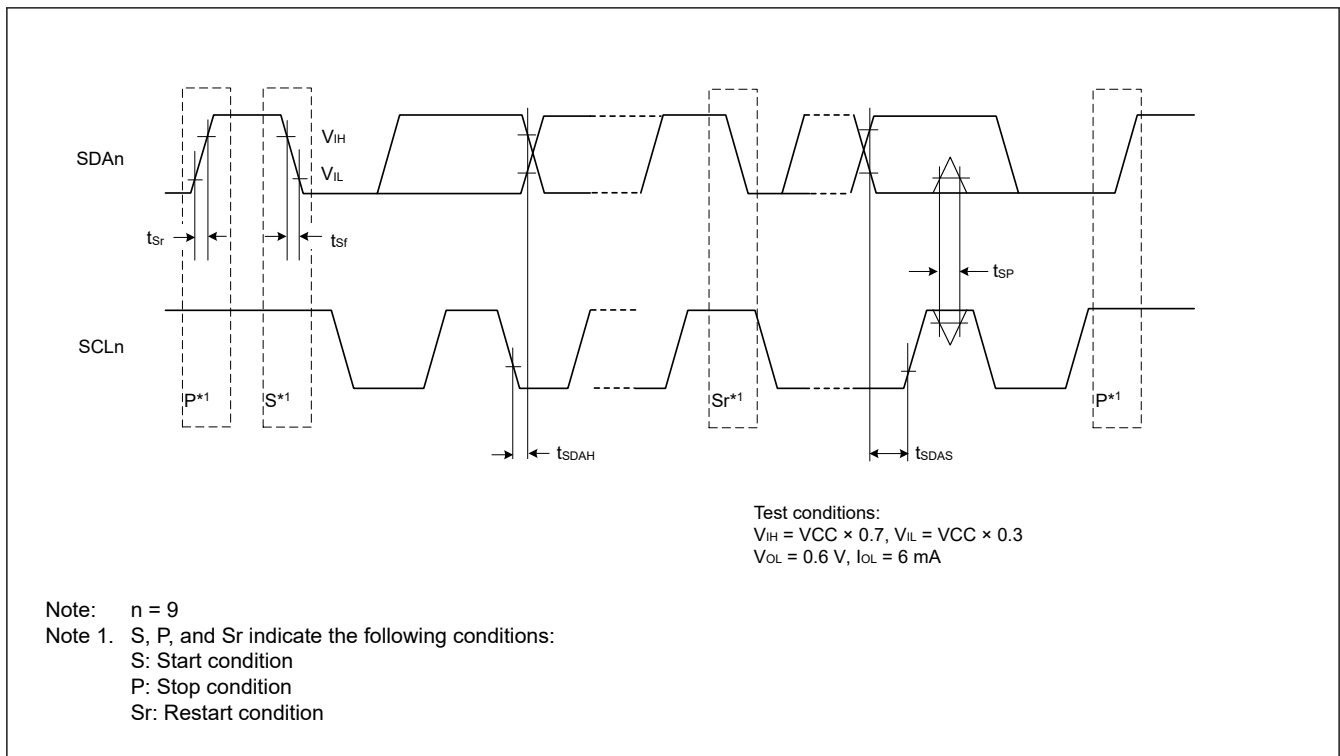 SDAn
VIH
VIL
tSr
tSf
tSP
SCLn
P*1
S*1
Sr*1
P*1
tSDAH
tSDAS
Test conditions:
VIH = VCC × 0.7, VIL = VCC × 0.3
VOL = 0.6 V, IOL = 6 mA
Note: n = 9
Note 1. S, P, and Sr indicate the following conditions:
S: Start condition
P: Stop condition
Sr: Restart condition